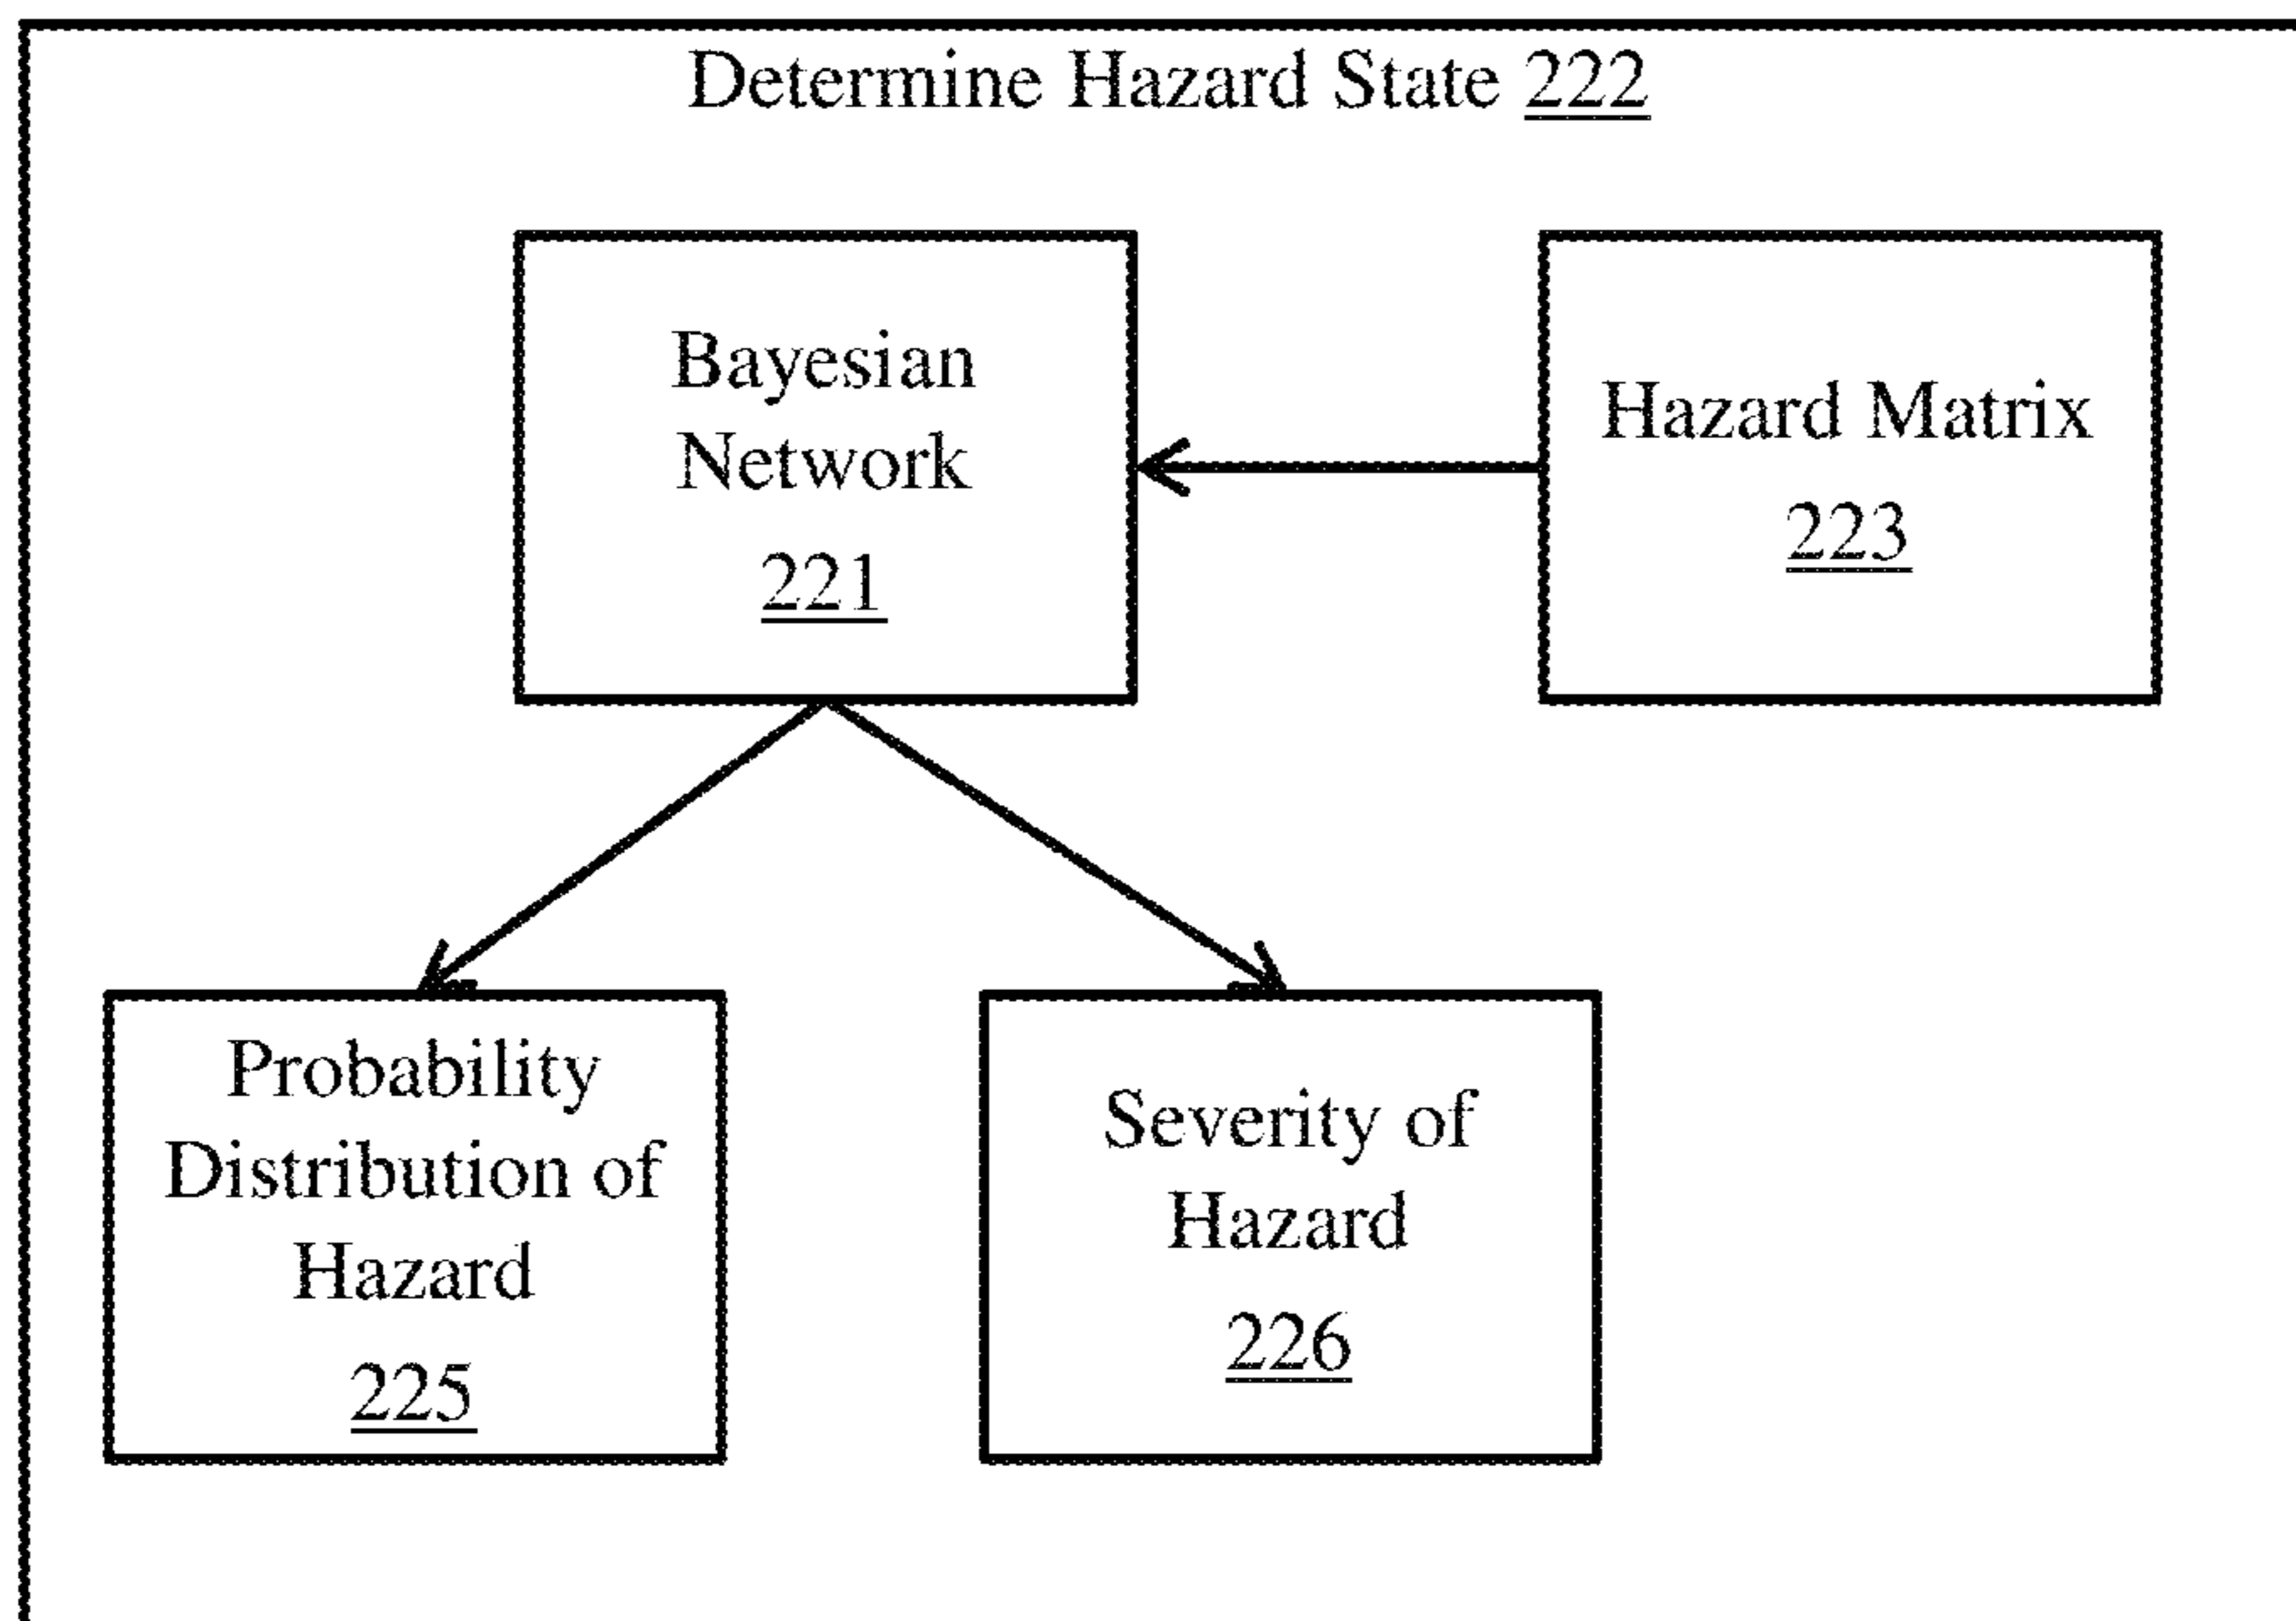 Determine Hazard State 222
Bayesian
Network
221
Hazard Matrix
223
Probability
Distribution of
Hazard
225
Severity of
Hazard
226